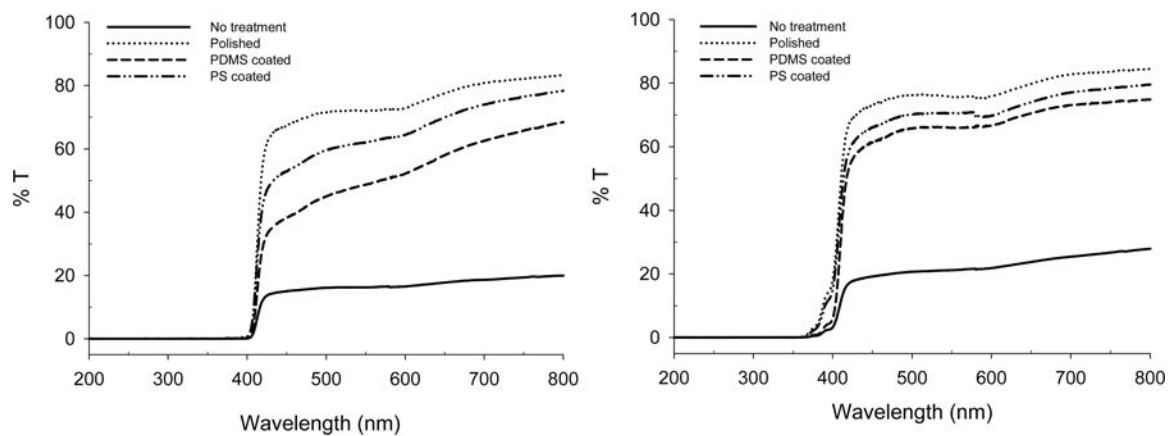 100
80
60
40
20
0
% T
No treatment
Polished
PDMS coated
PS coated
200 300 400 500 600 700 800
Wavelength (nm)
100
80
60
40
20
0
% T
No treatment
Polished
PDMS coated
PS coated
200 300 400 500 600 700 800
Wavelength (nm)